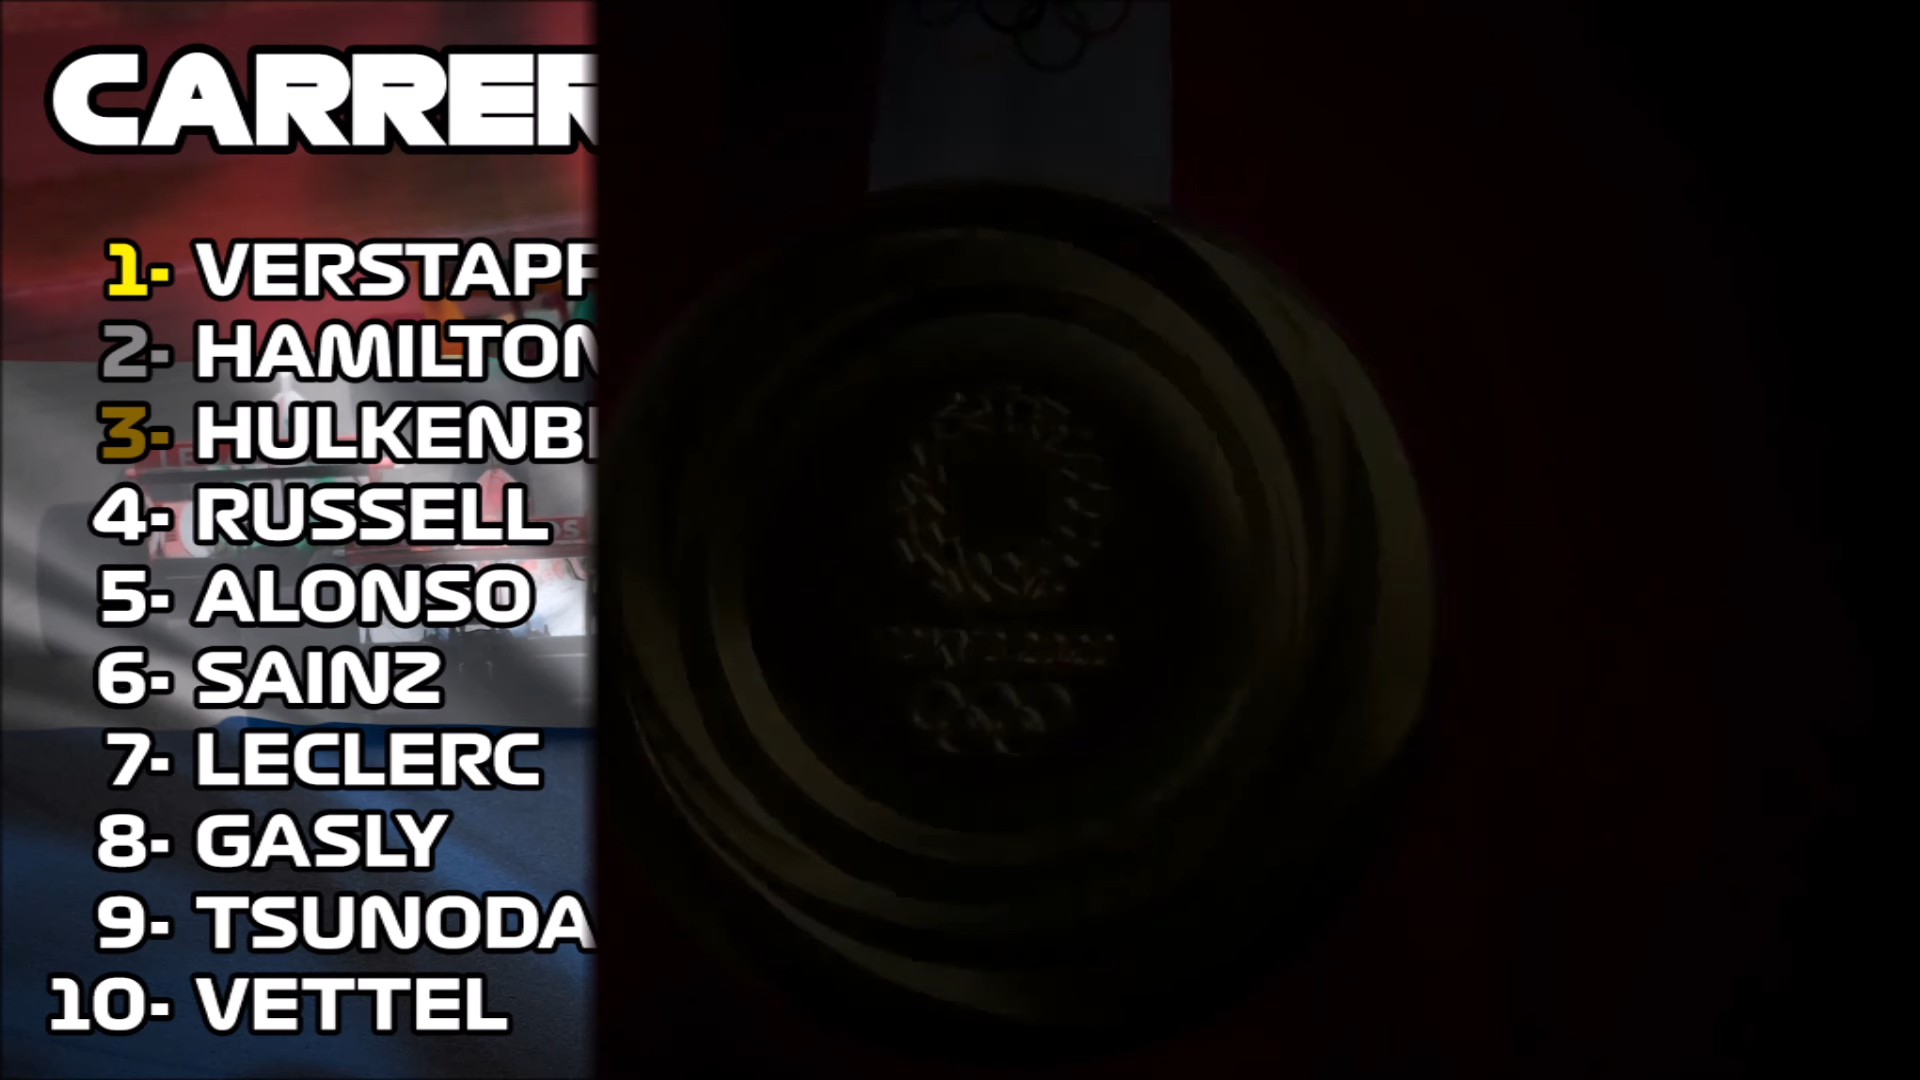 CARRER
1- VERSTAPP
2- HAMILTON
3- HULKENB
4- RUSSELL
5- ALONSO
6- SAINZ
7- LECLERC
8- GASLY
9- TSUNODA
10- VETTEL